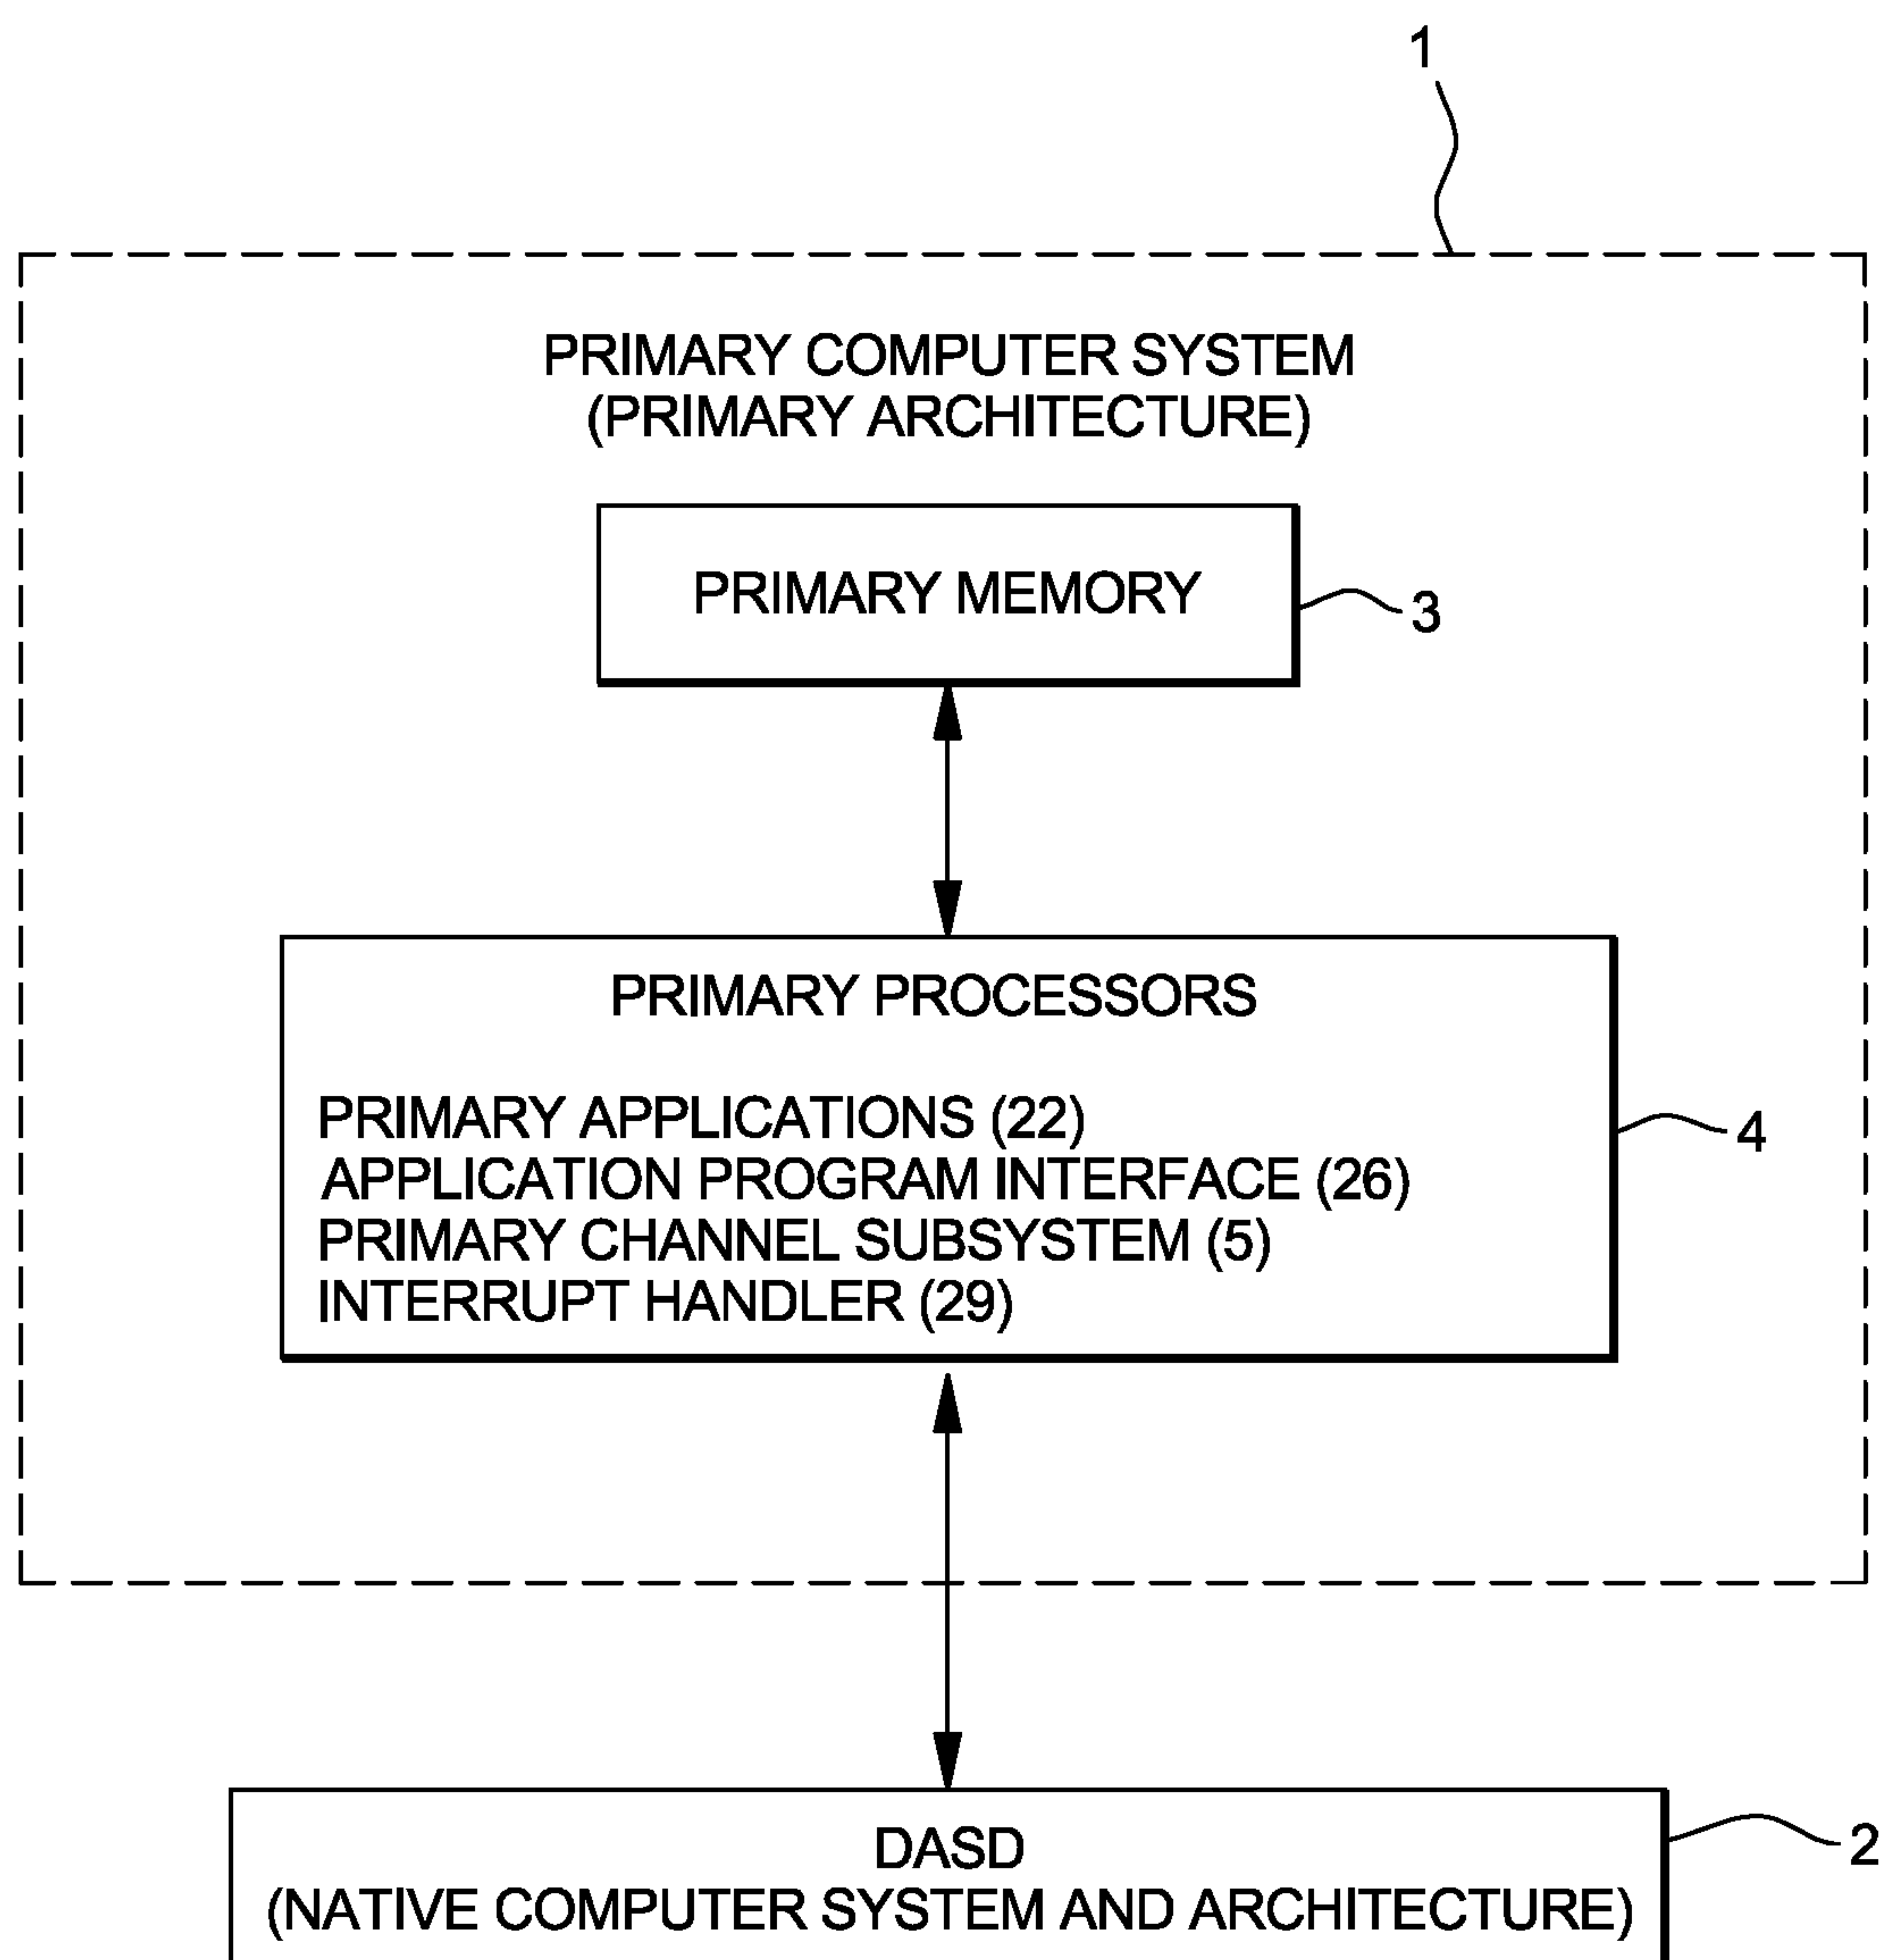 1
PRIMARY COMPUTER SYSTEM
(PRIMARY ARCHITECTURE)
PRIMARY MEMORY
3
PRIMARY PROCESSORS
PRIMARY APPLICATIONS (22)
APPLICATION PROGRAM INTERFACE (26)
PRIMARY CHANNEL SUBSYSTEM (5)
INTERRUPT HANDLER (29)
4
DASD
(NATIVE COMPUTER SYSTEM AND ARCHITECTURE)
2